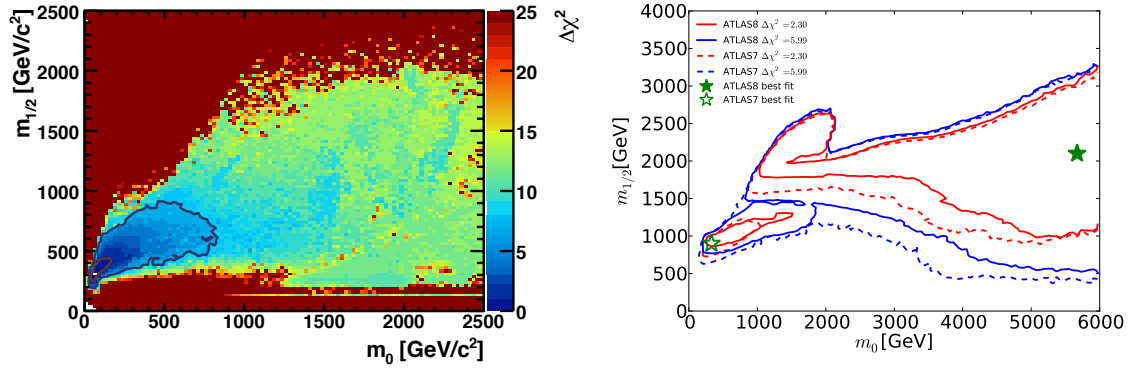 m₁/₂ [GeV/c²]
2500
2000
1500
1000
500
0
0 500 1000 1500 2000 2500
m₀ [GeV/c²]
25
20
15
10
5
0
Δχ²
m₁/₂[GeV]
4000
3500
3000
2500
2000
1500
1000
500
0
ATLAS8 Δχ² =2.30
ATLAS8 Δχ² =5.99
ATLAS7 Δχ² =2.30
ATLAS7 Δχ² =5.99
ATLAS8 best fit
ATLAS7 best fit
0 1000 2000 3000 4000 5000 6000
m₀[GeV]